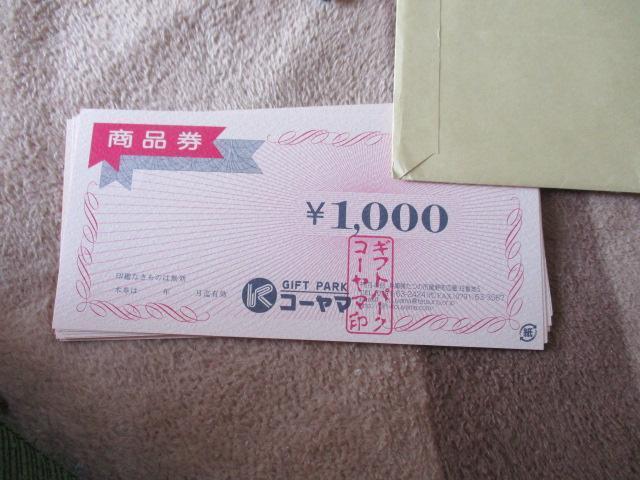 商品券
¥1,000
印鑑なきものは無効
本券は 年 月迄有効
GIFT PARK
コーヤマ
ギフトパーク
コーヤマ印
紙